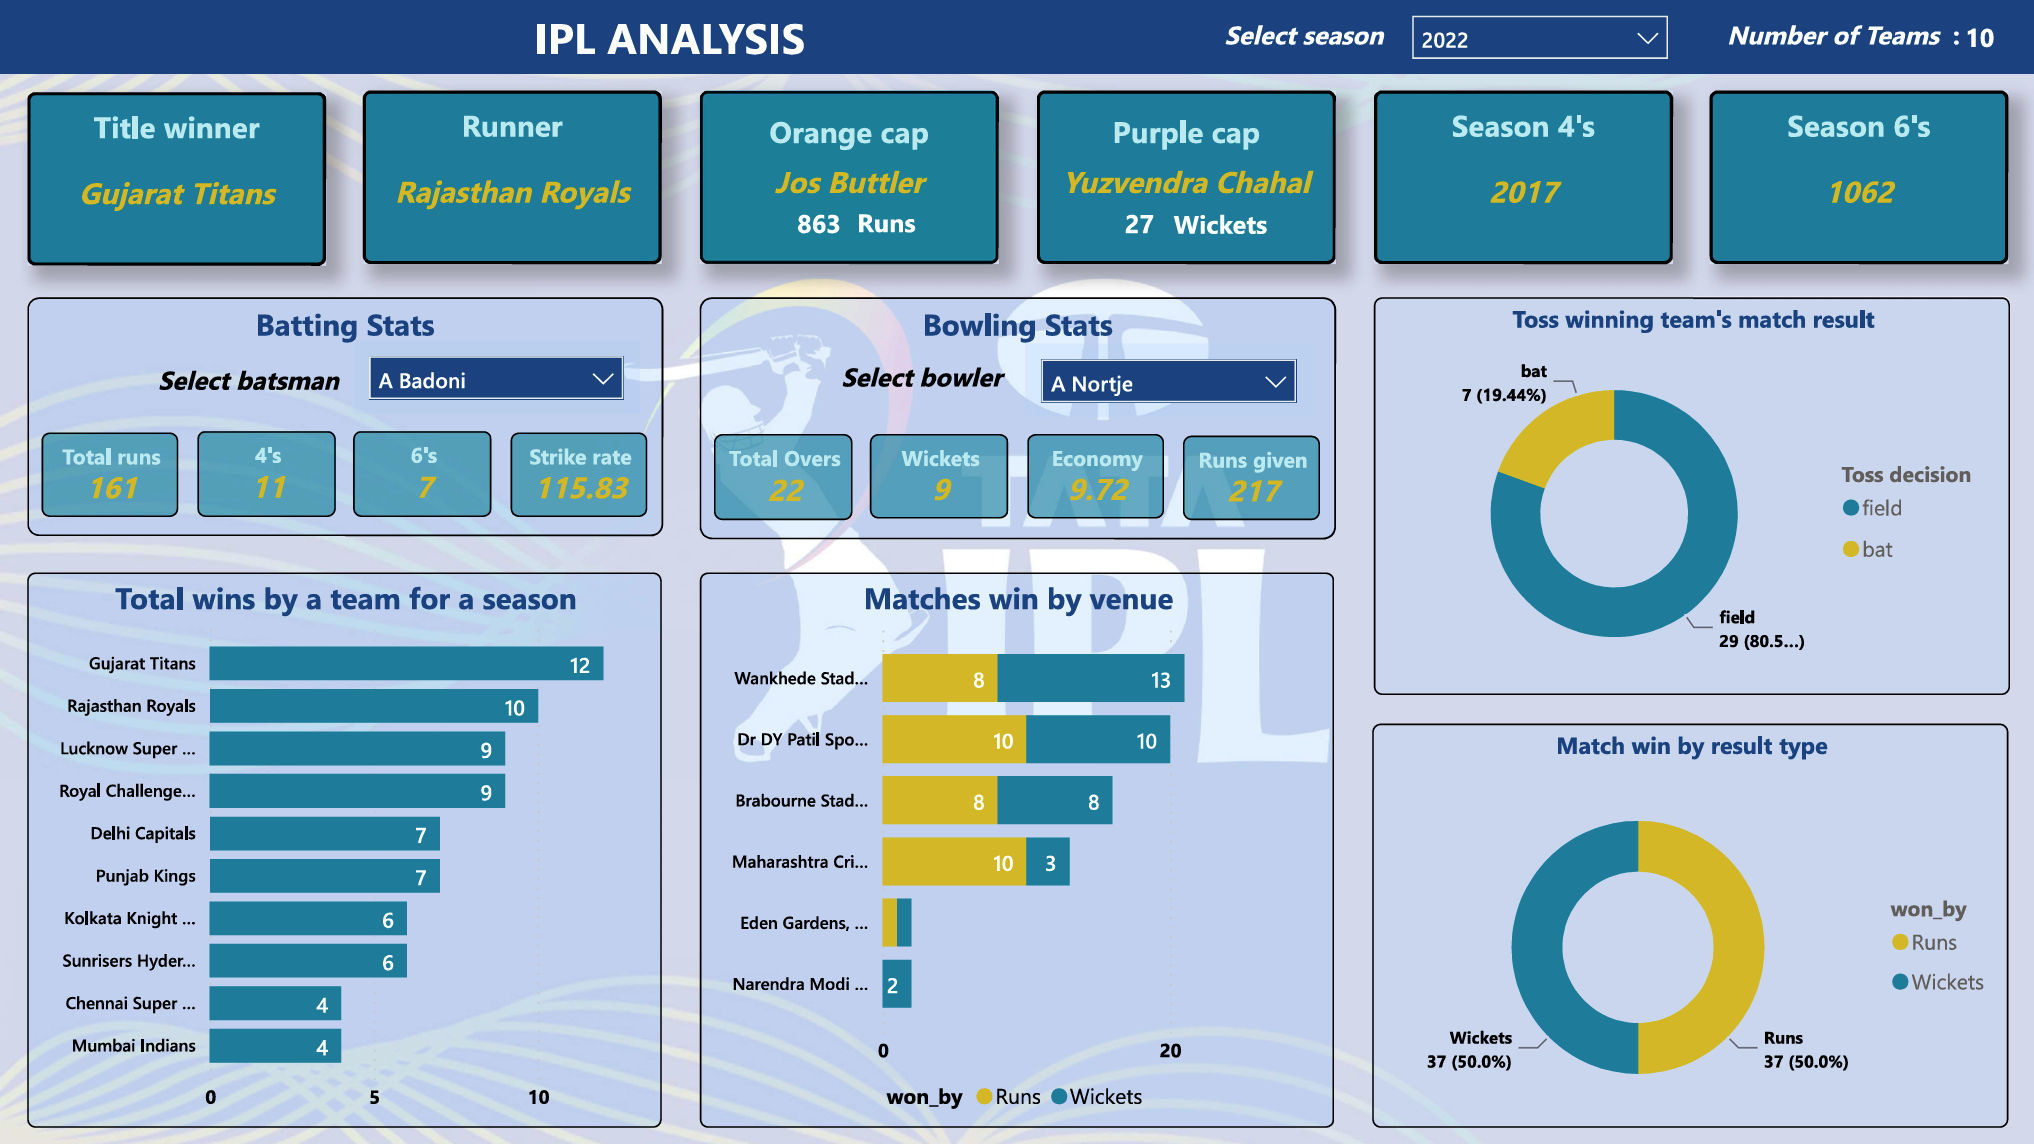 IPL ANALYSIS
Select season
2022
Number of Teams : 10
Title winner
Gujarat Titans
Runner
Rajasthan Royals
Orange cap
Jos Buttler
863 Runs
Purple cap
Yuzvendra Chahal
27 Wickets
Season 4's
2017
Season 6's
1062
Batting Stats
Select batsman
A Badoni
Total runs
161
4's
11
6's
7
Strike rate
115.83
Bowling Stats
Select bowler
A Nortje
Total Overs
22
Wickets
9
Economy
9.72
Runs given
217
TATA
IPL
Toss winning team's match result
bat
7 (19.44%)
field
29 (80.5...)
Toss decision
field
bat
Total wins by a team for a season
Gujarat Titans 12
Rajasthan Royals 10
Lucknow Super ... 9
Royal Challenge... 9
Delhi Capitals 7
Punjab Kings 7
Kolkata Knight ... 6
Sunrisers Hyder... 6
Chennai Super ... 4
Mumbai Indians 4
0 5 10
Matches win by venue
Wankhede Stad... 8 13
Dr DY Patil Spo... 10 10
Brabourne Stad... 8 8
Maharashtra Cri... 10 3
Eden Gardens, ...
Narendra Modi ... 2
0 20
won_by Runs Wickets
Match win by result type
Wickets
37 (50.0%)
Runs
37 (50.0%)
won_by
Runs
Wickets